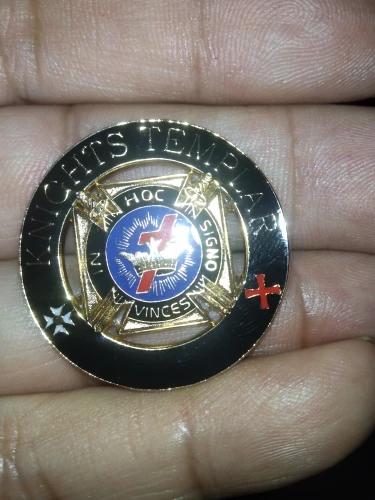 KNIGHTS TEMPLAR
IN
HOC
SIGNO
VINCES